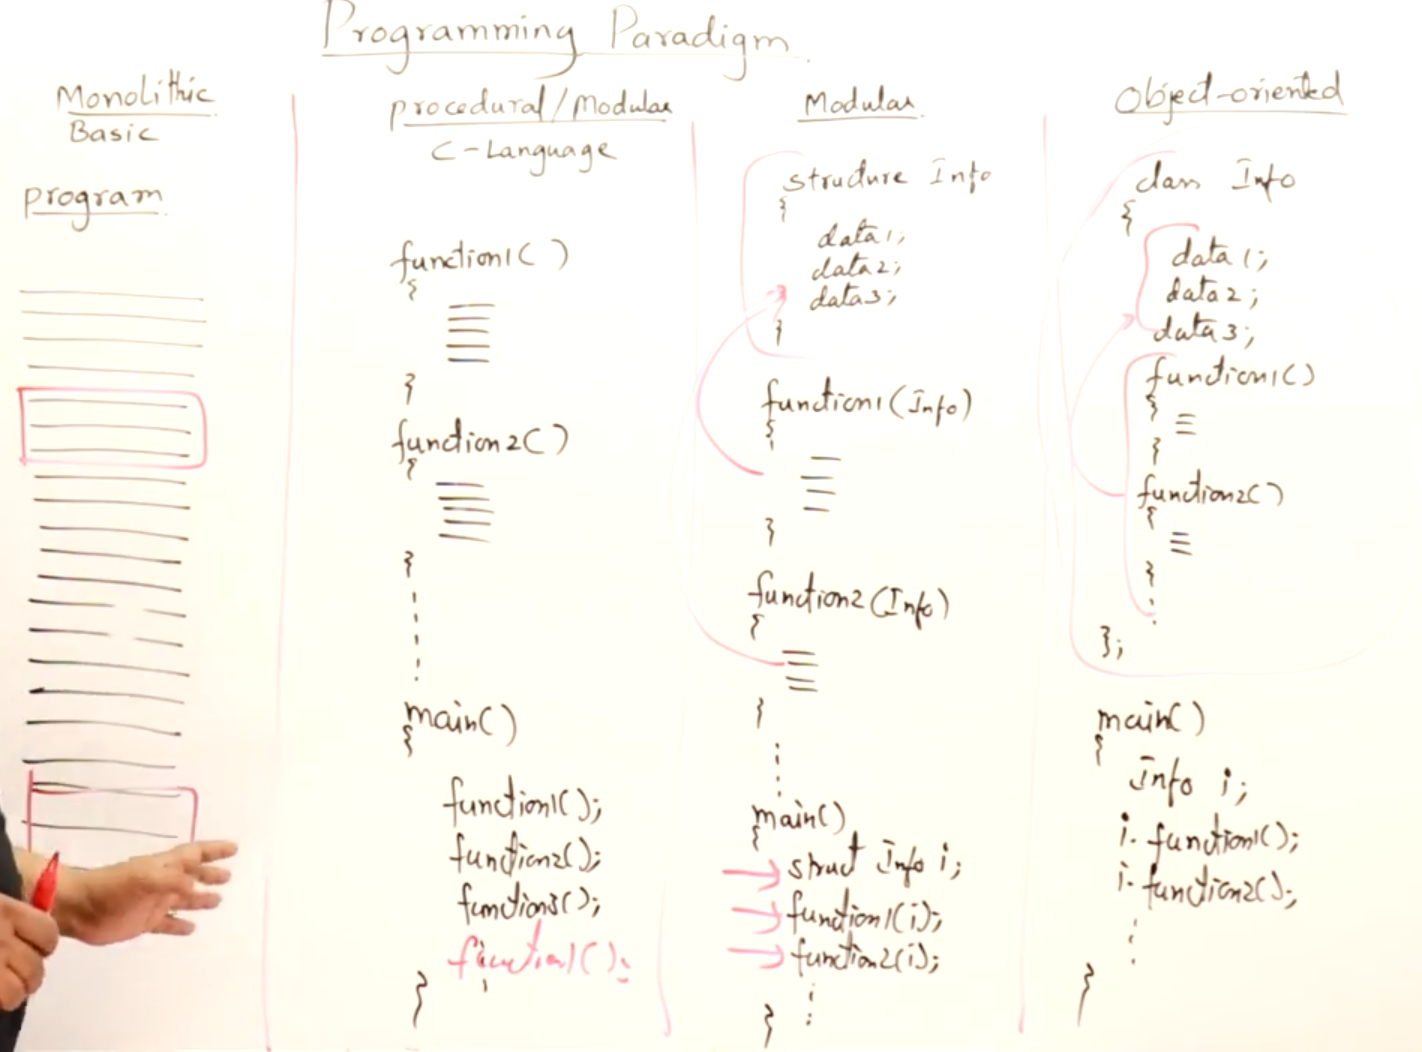 Programming Paradigm
Monolithic
Basic
program
procedural/Modular
C-Language
function1( )
{
}
function2( )
{
}
main()
{
function1();
function2();
function3();
function1();
}
Modular
structure Info
{
data1;
data2;
data3;
}
function1(Info)
{
}
function2(Info)
{
}
main()
{
struct Info i;
function1(i);
function2(i);
}
Object-oriented
class Info
{
data1;
data2;
data3;
function1()
{
}
function2()
{
}
};
main()
{
Info i;
i.function1();
i.function2();
}